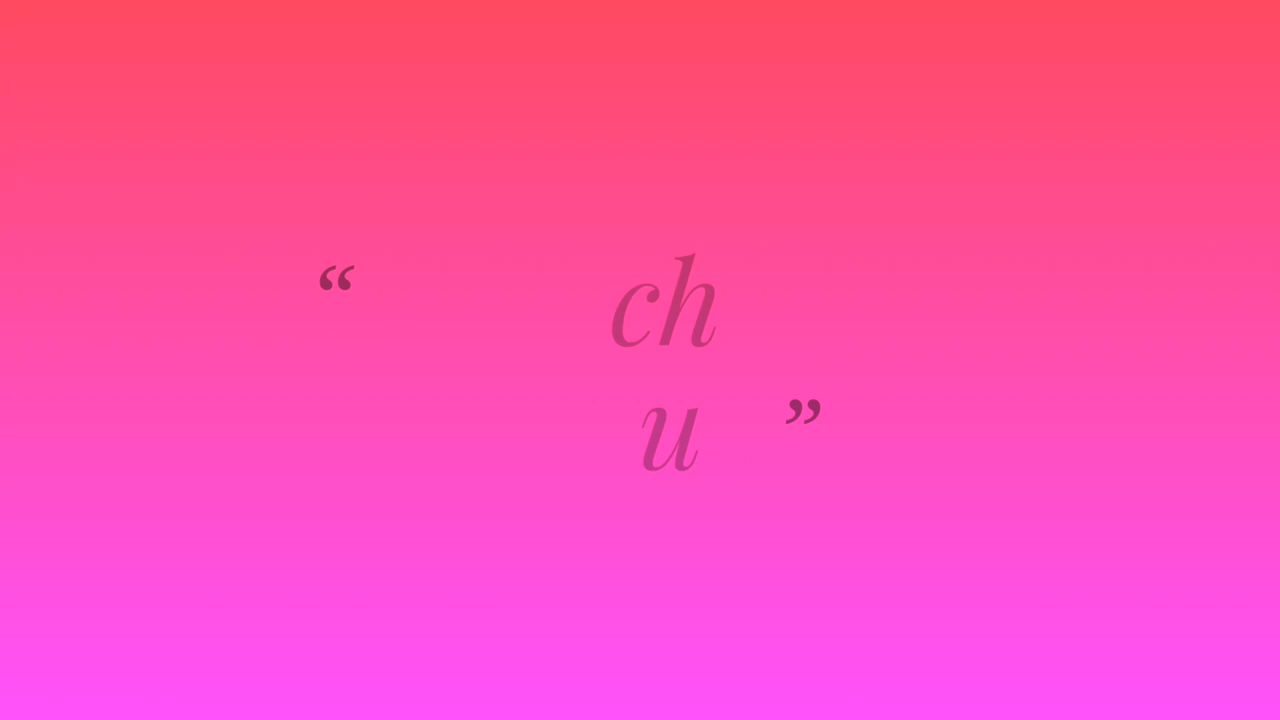 “ ch
u ”